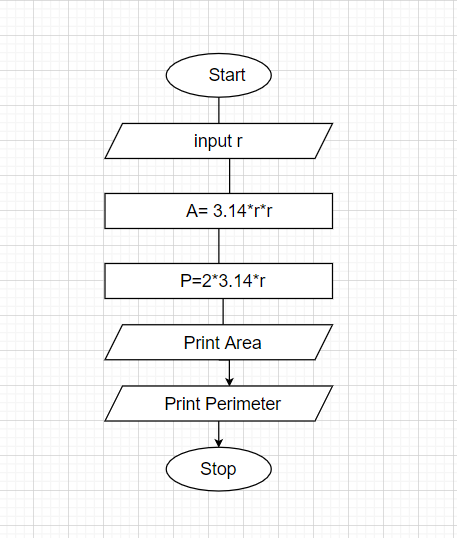 Start
input r
A= 3.14*r*r
P=2*3.14*r
Print Area
Print Perimeter
Stop